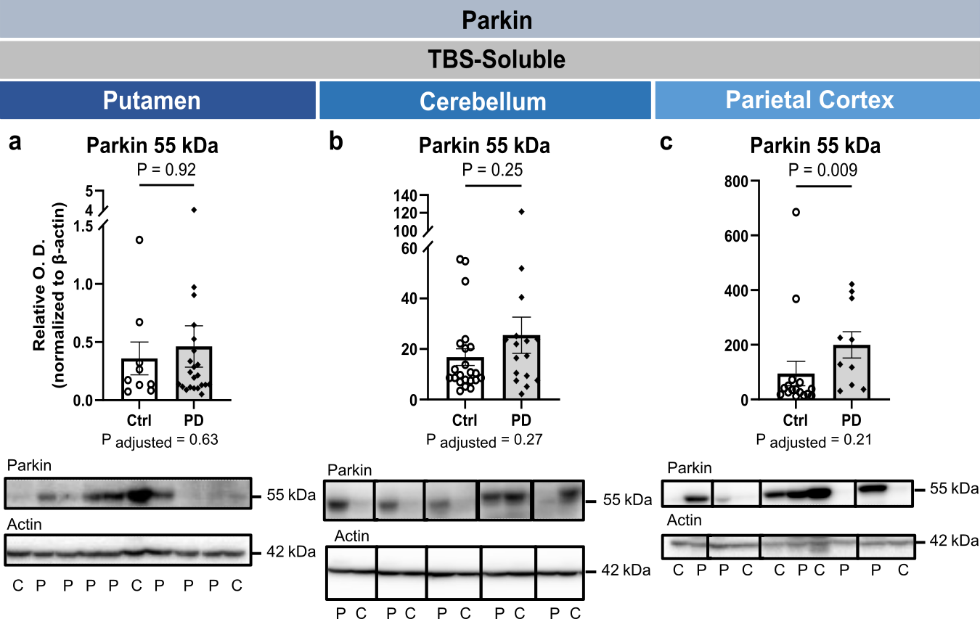 Parkin
TBS-Soluble
Putamen
Cerebellum
Parietal Cortex
a
Parkin 55 kDa
P = 0.92
Relative O. D.
(normalized to β-actin)
5
4
1.5
1.0
0.5
0.0
Ctrl
PD
P adjusted = 0.63
Parkin
55 kDa
Actin
42 kDa
C P P P P C P P P C
b
Parkin 55 kDa
P = 0.25
140
120
100
60
40
20
0
Ctrl
PD
P adjusted = 0.27
Parkin
55 kDa
Actin
42 kDa
P C P C P C P C P C
c
Parkin 55 kDa
P = 0.009
800
600
400
200
0
Ctrl
PD
P adjusted = 0.21
Parkin
55 kDa
Actin
42 kDa
C P P C C P C P P C